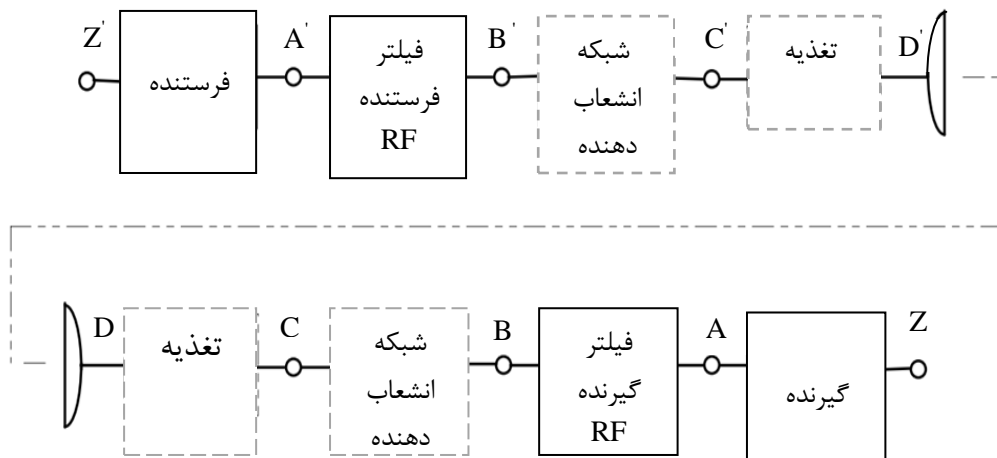 Z'
فرستنده
A'
فیلتر
فرستنده
RF
B'
شبکه
انشعاب
دهنده
C'
تغذیه
D'
D
تغذیه
C
شبکه
انشعاب
دهنده
B
فیلتر
گیرنده
RF
A
گیرنده
Z